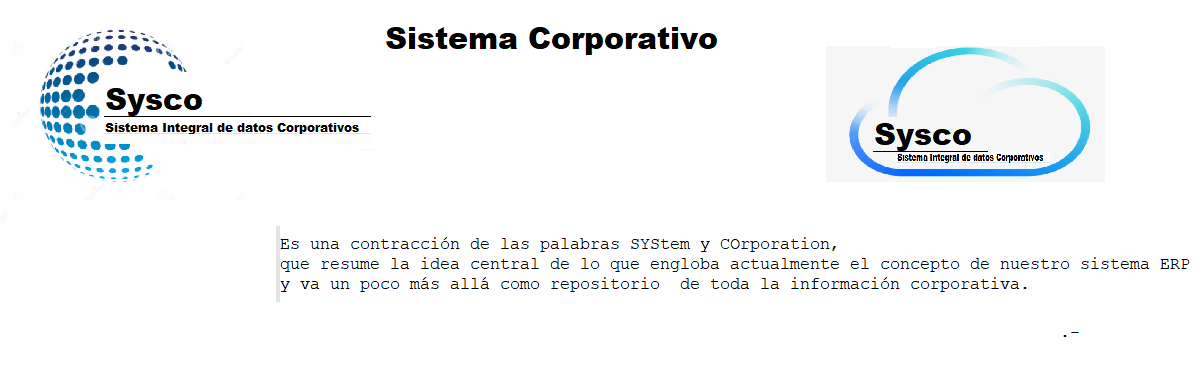 Sistema Corporativo
Sysco
Sistema Integral de datos Corporativos
Sysco
Sistema Integral de datos Corporativos
Es una contracción de las palabras SYStem y COrporation,
que resume la idea central de lo que engloba actualmente el concepto de nuestro sistema ERP
y va un poco más allá como repositorio  de toda la información corporativa.
.-